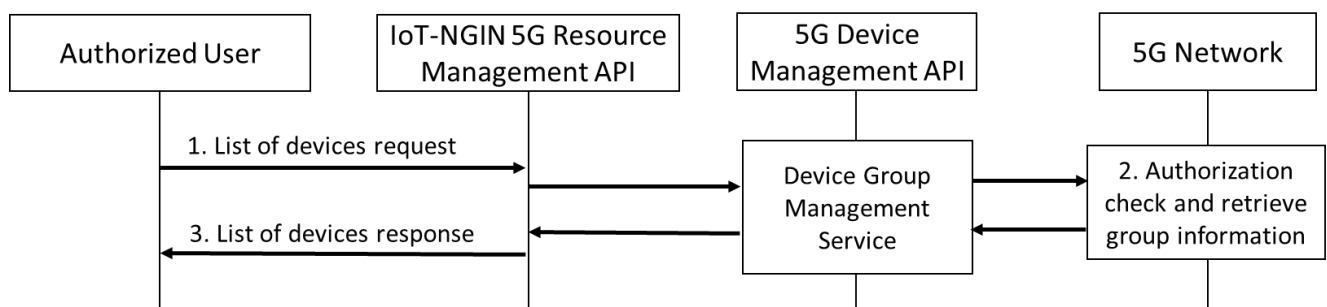 Authorized User
IoT-NGIN 5G Resource
Management API
5G Device
Management API
5G Network
1. List of devices request
Device Group
Management
Service
2. Authorization
check and retrieve
group information
3. List of devices response